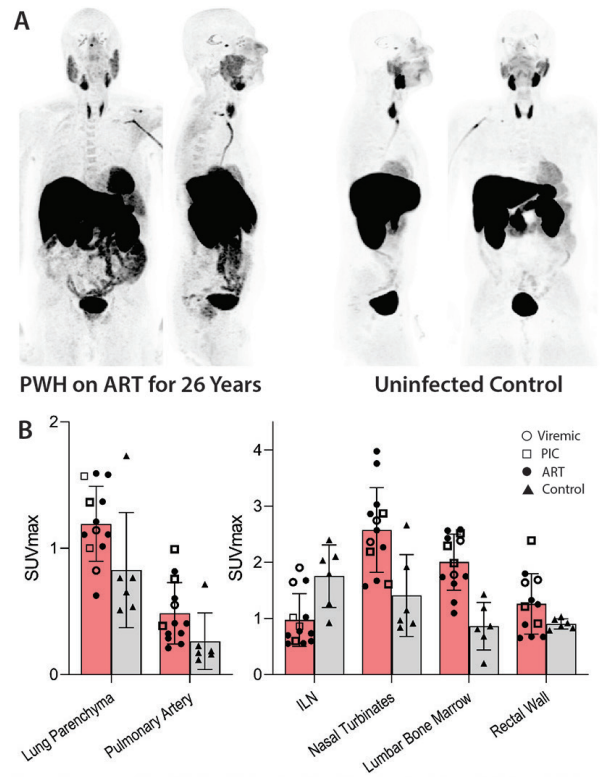 A
PWH on ART for 26 Years
Uninfected Control
B
Viremic
PIC
ART
Control
SUVmax
2
1
0
Lung Parenchyma
Pulmonary Artery
SUVmax
4
3
2
1
0
ILN
Nasal Turbinates
Lumbar Bone Marrow
Rectal Wall